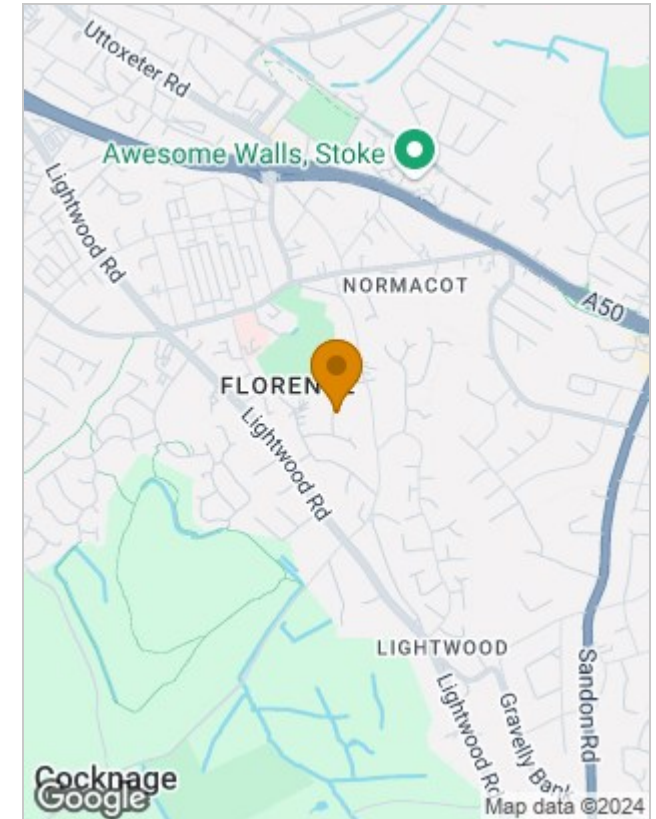 Uttoxeter Rd
Awesome Walls, Stoke
Lightwood Rd
NORMACOT
A50
FLOREN
Lightwood Rd
LIGHTWOOD
Sandon Rd
Lightwood Rd
Gravelly Bank
Cocknage
Google
Map data ©2024